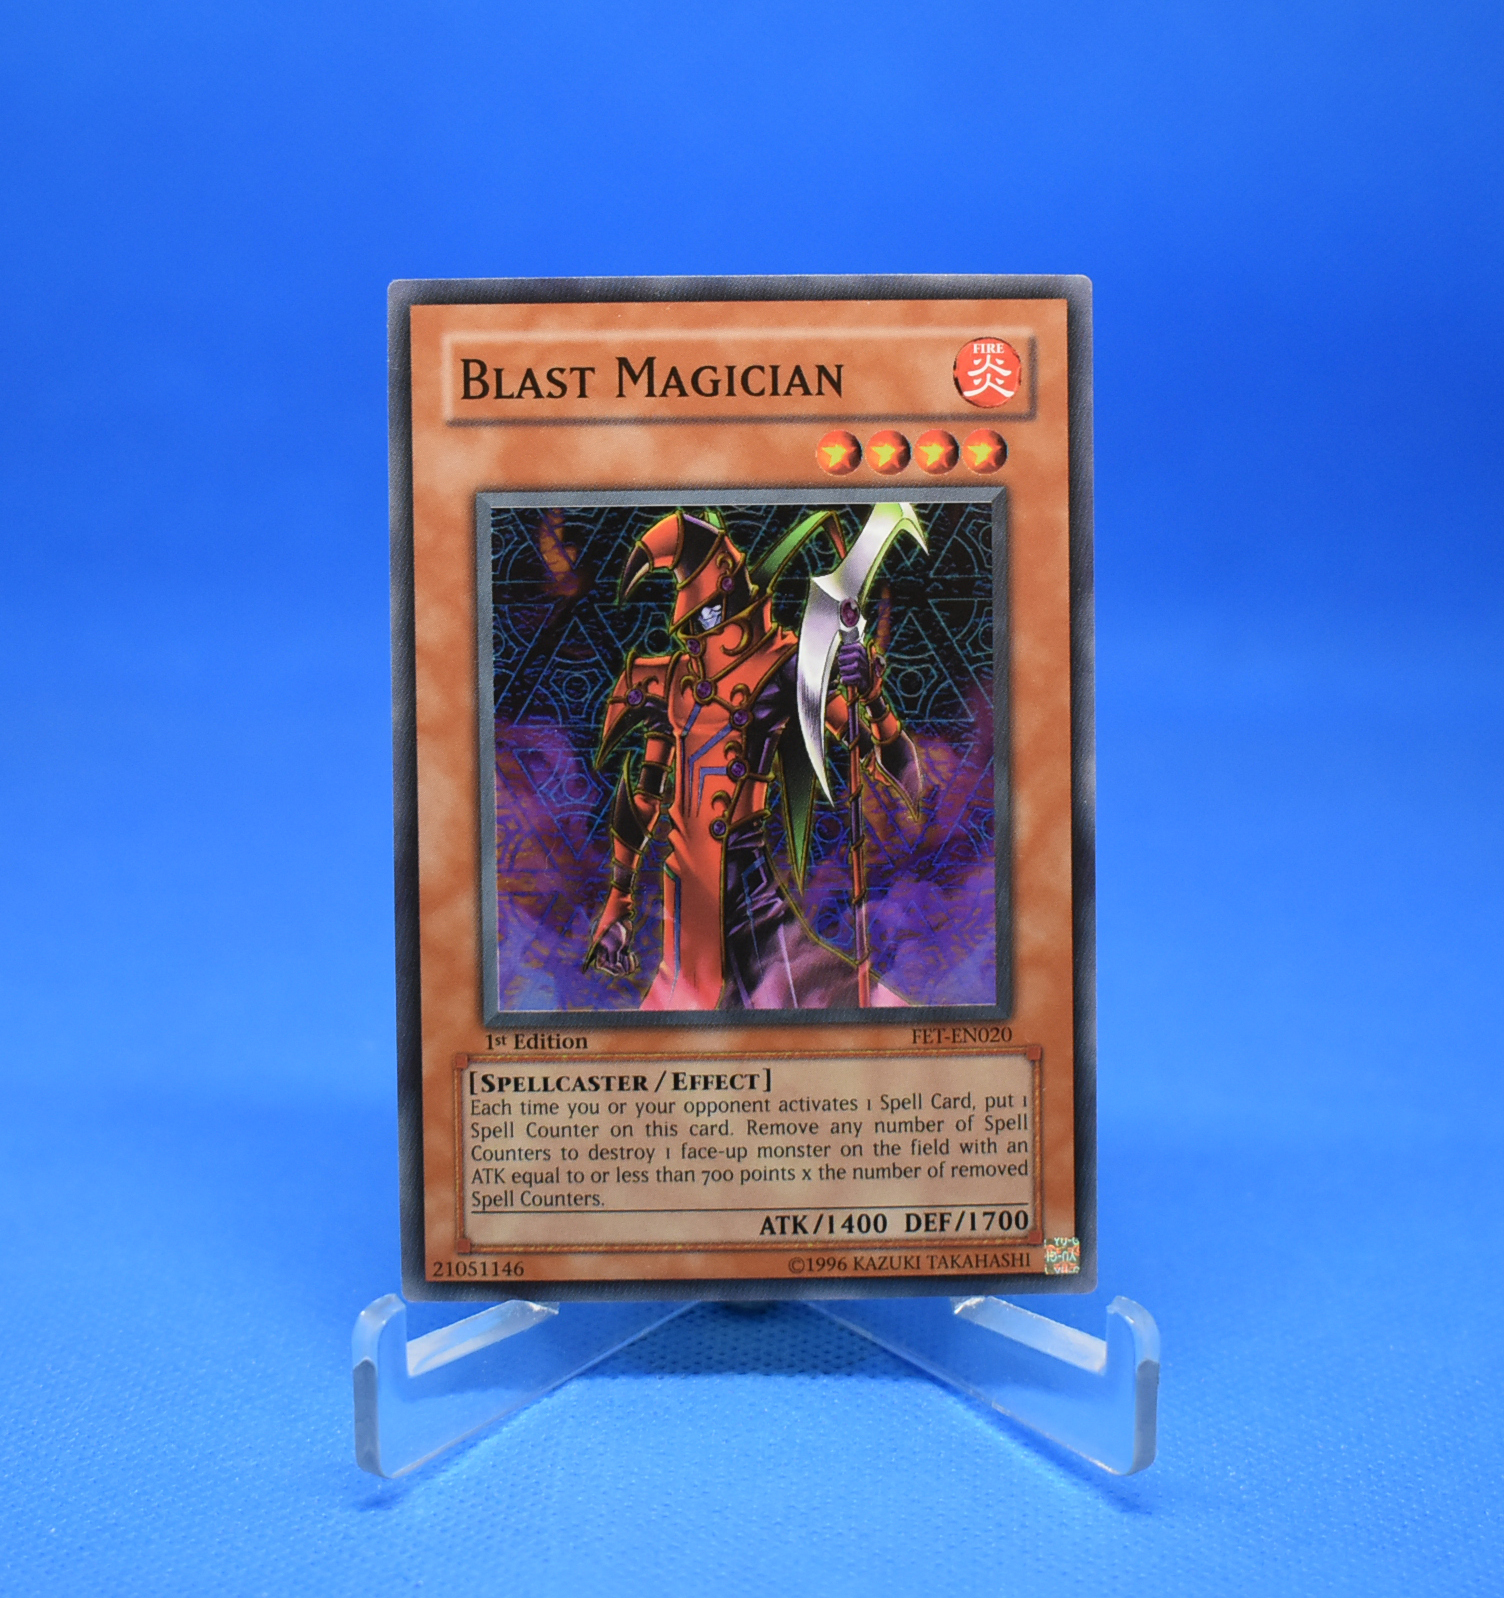 BLAST MAGICIAN
FIRE
炎
1st Edition
FET-EN020
[SPELLCASTER / EFFECT]
Each time you or your opponent activates 1 Spell Card, put 1
Spell Counter on this card. Remove any number of Spell
Counters to destroy 1 face-up monster on the field with an
ATK equal to or less than 700 points x the number of removed
Spell Counters.
ATK/1400 DEF/1700
21051146
©1996 KAZUKI TAKAHASHI